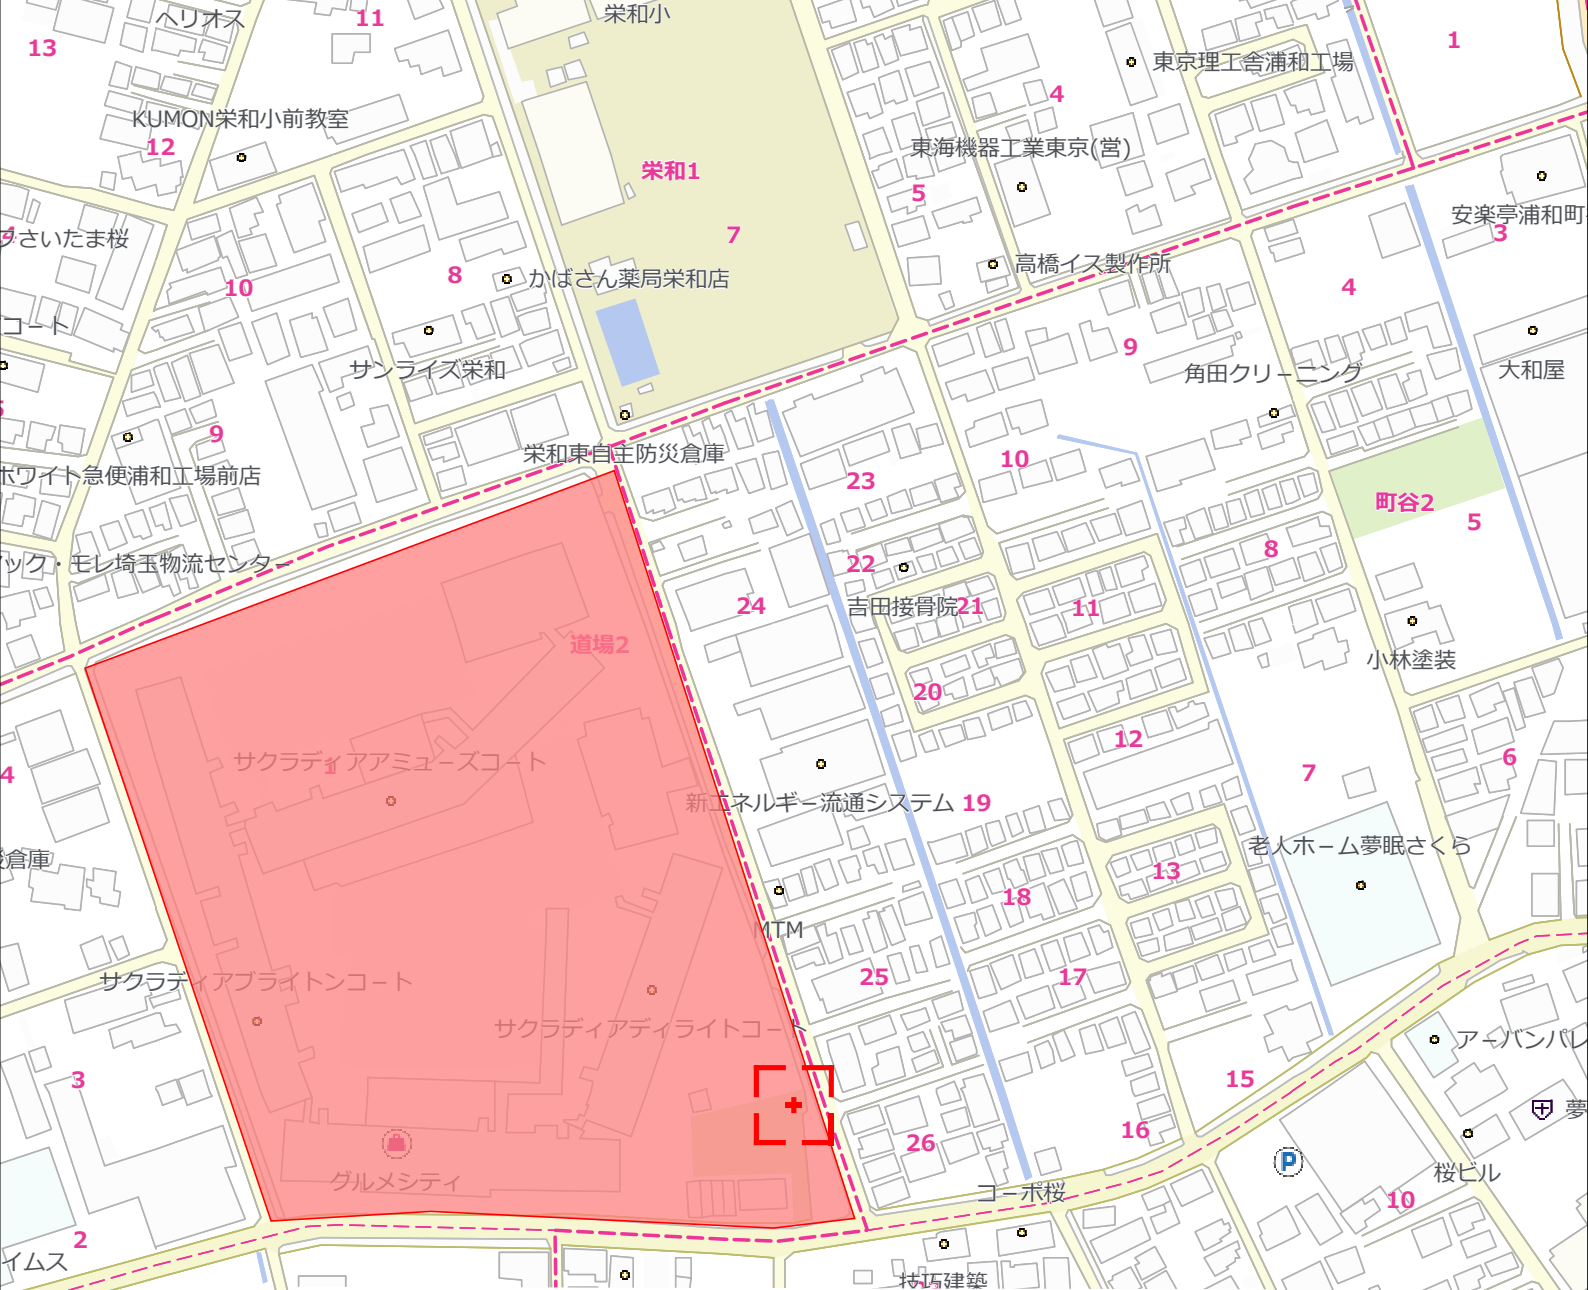 ヘリオス
11
栄和小
13
東京理工舎浦和工場
1
4
KUMON栄和小前教室
12
東海機器工業東京(営)
栄和1
5
安楽亭浦和町
3
さいたま桜
7
8
かばさん薬局栄和店
高橋イス製作所
10
4
コート
サンライズ栄和
9
角田クリーニング
大和屋
9
栄和東自主防災倉庫
10
ホワイト急便浦和工場前店
23
町谷2
5
ック・モレ埼玉物流センター
22
8
24
吉田接骨院
21
11
道場2
小林塗装
20
12
サクラディアアミューズコート
1
6
4
7
新エネルギー流通システム
19
倉庫
老人ホーム夢眠さくら
13
18
MTM
サクラディアブライトンコート
25
17
サクラディアディライトコート
アーバンパレ
3
15
夢
26
16
P
グルメシティ
コーポ桜
桜ビル
10
2
イムス
技巧建築